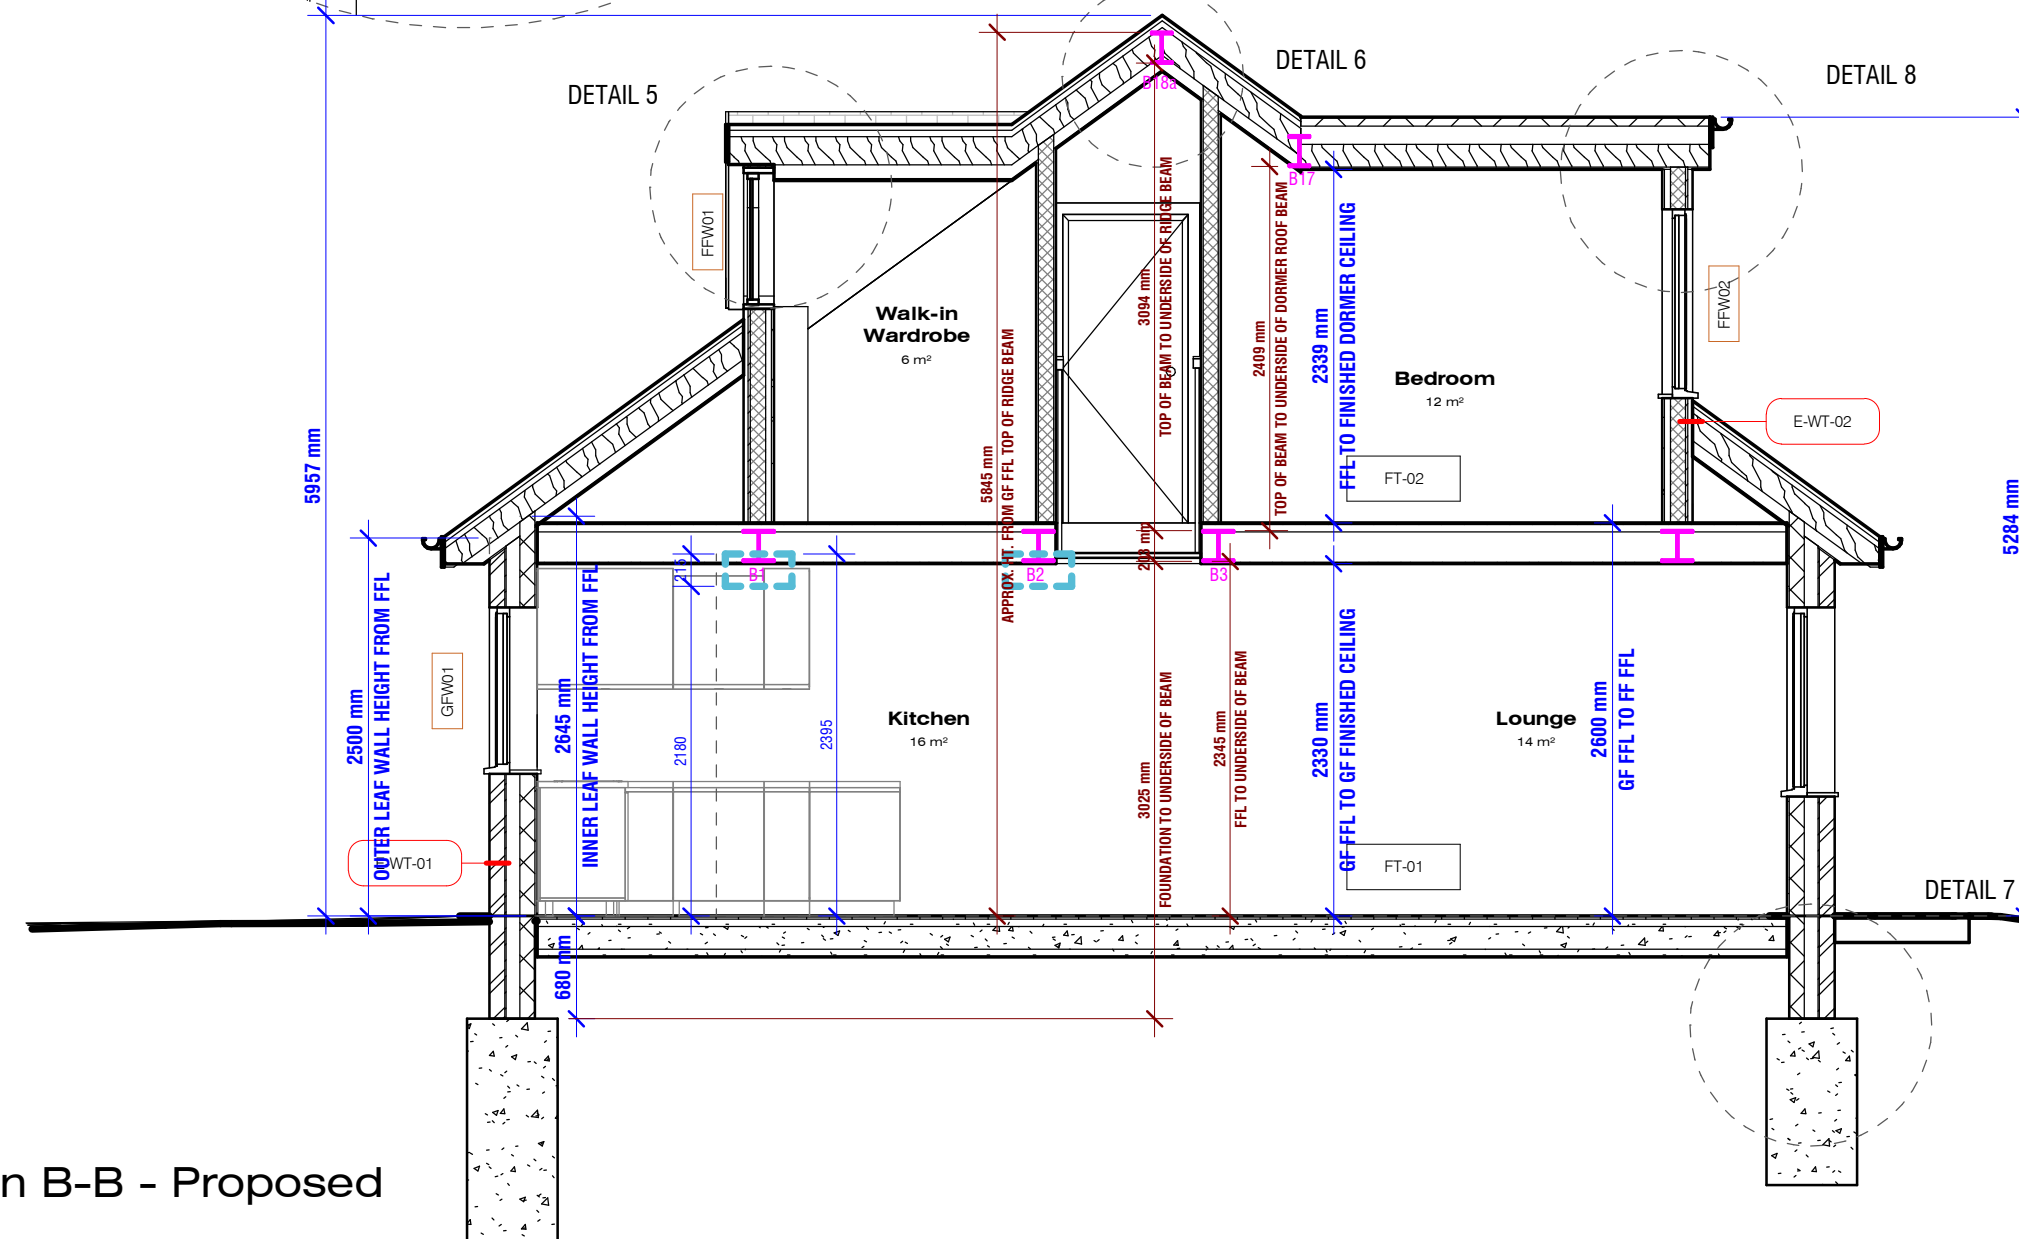 DETAIL 5
DETAIL 6
DETAIL 8
B18a
B17
FFW01
FFW02
Walk-in
Wardrobe
6 m²
Bedroom
12 m²
E-WT-02
FT-02
5957 mm
5845 mm
APPROX. HT. FROM GF FFL TOP OF RIDGE BEAM
3094 mm
TOP OF BEAM TO UNDERSIDE OF RIDGE BEAM
2409 mm
TOP OF BEAM TO UNDERSIDE OF DORMER ROOF BEAM
2339 mm
FFL TO FINISHED DORMER CEILING
5284 mm
B1
B2
B3
215
2500 mm
OUTER LEAF WALL HEIGHT FROM FFL
GFW01
2645 mm
INNER LEAF WALL HEIGHT FROM FFL
2180
2395
Kitchen
16 m²
3025 mm
FOUNDATION TO UNDERSIDE OF BEAM
2345 mm
FFL TO UNDERSIDE OF BEAM
2330 mm
GF FFL TO GF FINISHED CEILING
Lounge
14 m²
2600 mm
GF FFL TO FF FFL
WT-01
FT-01
DETAIL 7
680 mm
n B-B - Proposed